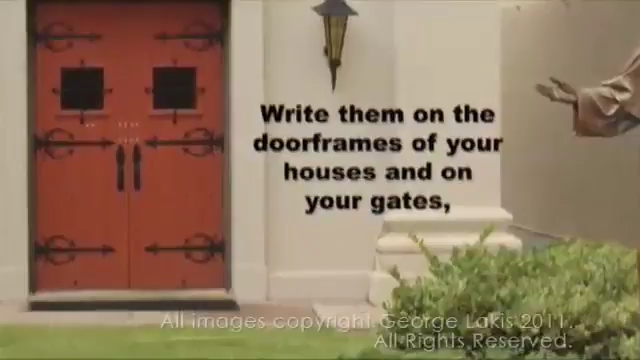 Write them on the
doorframes of your
houses and on
your gates,
All images copyright George Lakis 2011.
All Rights Reserved.